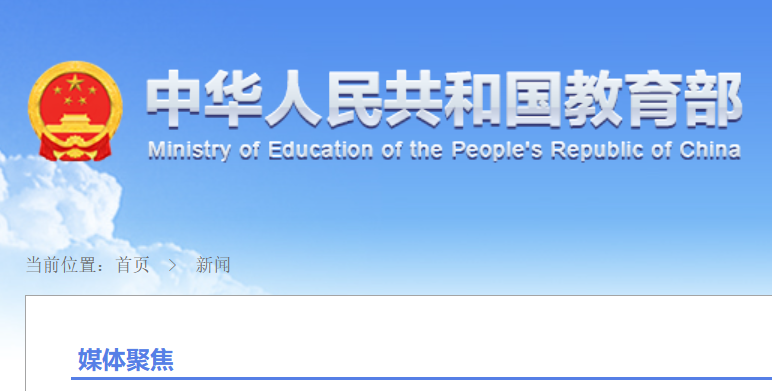 中华人民共和国教育部
Ministry of Education of the People's Republic of China
当前位置：首页 > 新闻
媒体聚焦